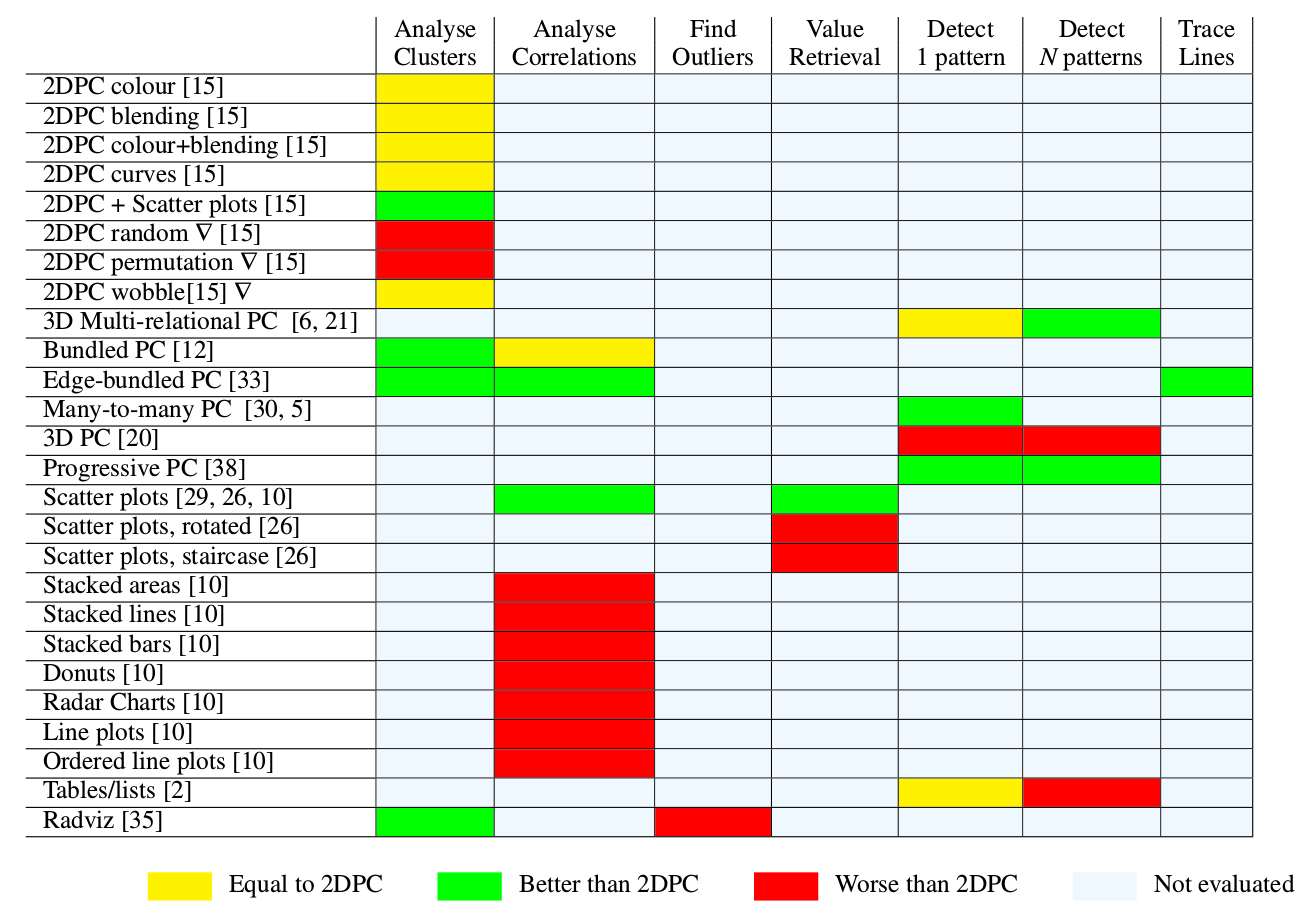 Analyse Clusters
Analyse Correlations
Find Outliers
Value Retrieval
Detect 1 pattern
Detect N patterns
Trace Lines
2DPC colour [15]
2DPC blending [15]
2DPC colour+blending [15]
2DPC curves [15]
2DPC + Scatter plots [15]
2DPC random ∇ [15]
2DPC permutation ∇ [15]
2DPC wobble[15] ∇
3D Multi-relational PC [6, 21]
Bundled PC [12]
Edge-bundled PC [33]
Many-to-many PC [30, 5]
3D PC [20]
Progressive PC [38]
Scatter plots [29, 26, 10]
Scatter plots, rotated [26]
Scatter plots, staircase [26]
Stacked areas [10]
Stacked lines [10]
Stacked bars [10]
Donuts [10]
Radar Charts [10]
Line plots [10]
Ordered line plots [10]
Tables/lists [2]
Radviz [35]
Equal to 2DPC
Better than 2DPC
Worse than 2DPC
Not evaluated